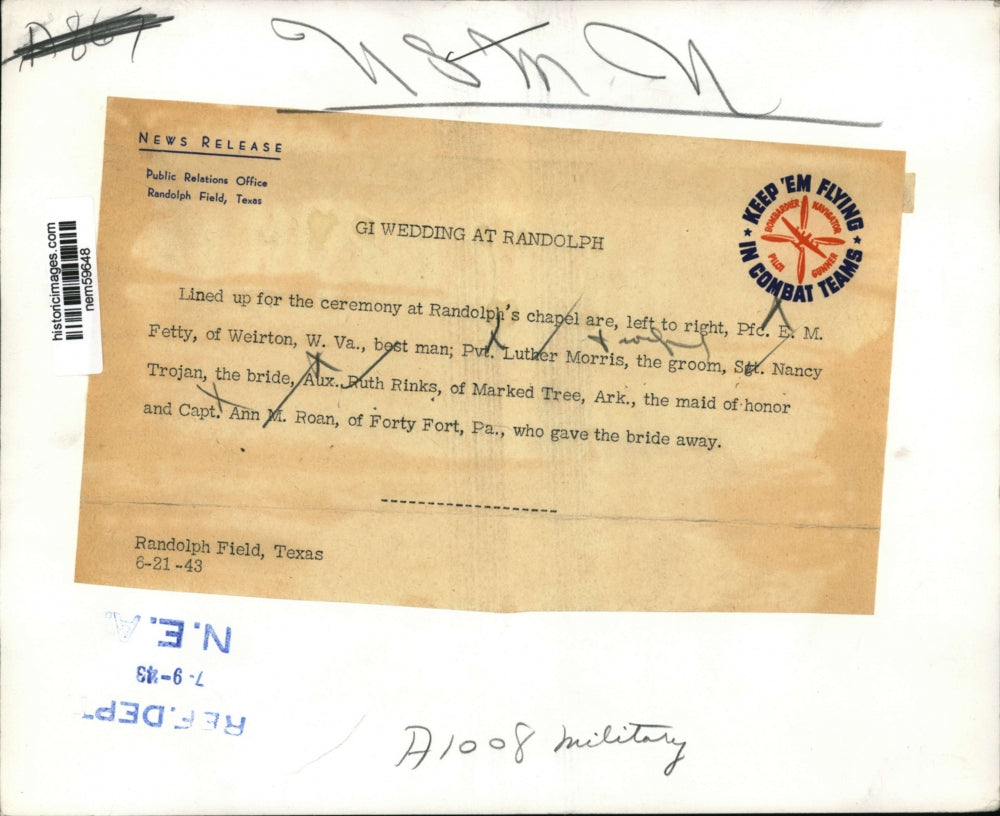 A867
NEWS RELEASE
Public Relations Office
Randolph Field, Texas
KEEP 'EM FLYING
BOMBARDIER NAVIGATOR
PILOT GUNNER
IN COMBAT TEAMS
historicimages.com
nem59648
GI WEDDING AT RANDOLPH
Lined up for the ceremony at Randolph's chapel are, left to right, Pfc. E. M.
Fetty, of Weirton, W. Va., best man; Pvt. Luther Morris, the groom, Sgt. Nancy
Trojan, the bride, Aux. Ruth Rinks, of Marked Tree, Ark., the maid of honor
and Capt. Ann M. Roan, of Forty Fort, Pa., who gave the bride away.
--------------------
Randolph Field, Texas
6-21-43
N.E.A.
7-9-43
REF. DEPT
A1008 military